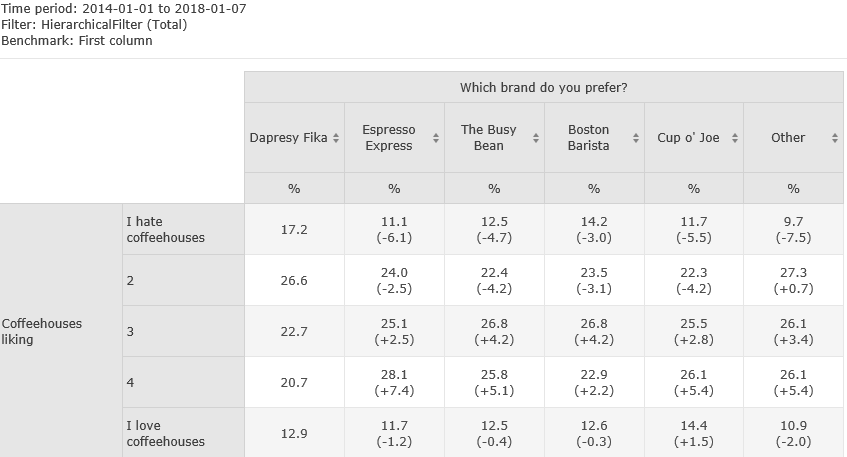 Time period: 2014-01-01 to 2018-01-07
Filter: HierarchicalFilter (Total)
Benchmark: First column
Which brand do you prefer?
Dapresy Fika Espresso Express The Busy Bean Boston Barista Cup o' Joe Other
% % % % % %
Coffeehouses liking
I hate coffeehouses 17.2 11.1 (-6.1) 12.5 (-4.7) 14.2 (-3.0) 11.7 (-5.5) 9.7 (-7.5)
2 26.6 24.0 (-2.5) 22.4 (-4.2) 23.5 (-3.1) 22.3 (-4.2) 27.3 (+0.7)
3 22.7 25.1 (+2.5) 26.8 (+4.2) 26.8 (+4.2) 25.5 (+2.8) 26.1 (+3.4)
4 20.7 28.1 (+7.4) 25.8 (+5.1) 22.9 (+2.2) 26.1 (+5.4) 26.1 (+5.4)
I love coffeehouses 12.9 11.7 (-1.2) 12.5 (-0.4) 12.6 (-0.3) 14.4 (+1.5) 10.9 (-2.0)